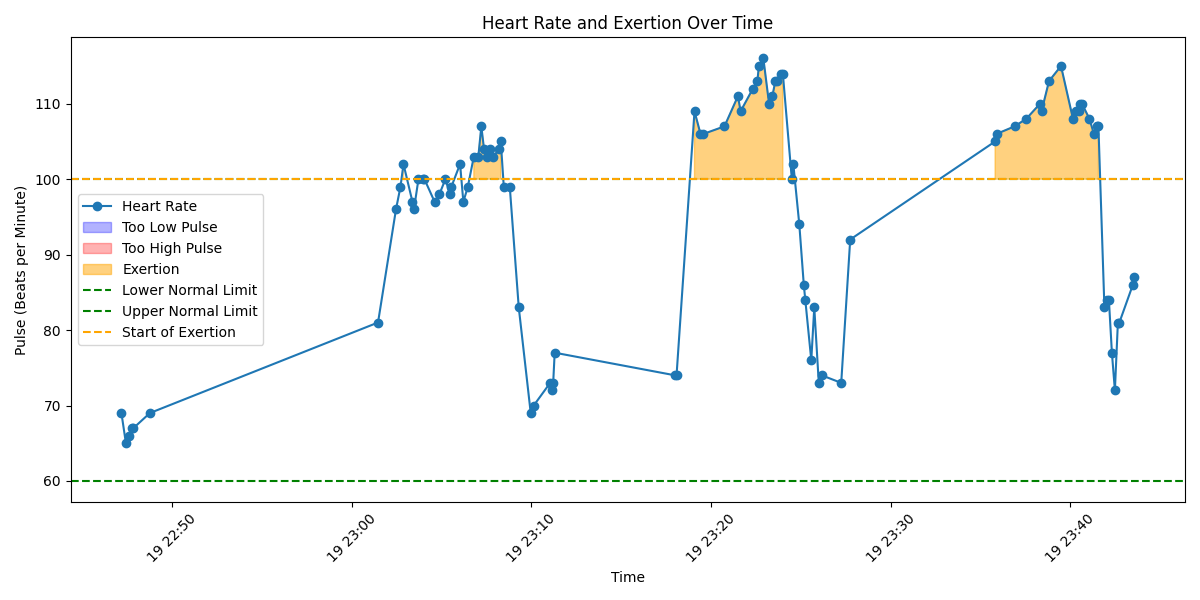 Heart Rate and Exertion Over Time
Pulse (Beats per Minute)
110
100
90
80
70
60
Heart Rate
Too Low Pulse
Too High Pulse
Exertion
Lower Normal Limit
Upper Normal Limit
Start of Exertion
19 22:50
19 23:00
19 23:10
19 23:20
19 23:30
19 23:40
Time